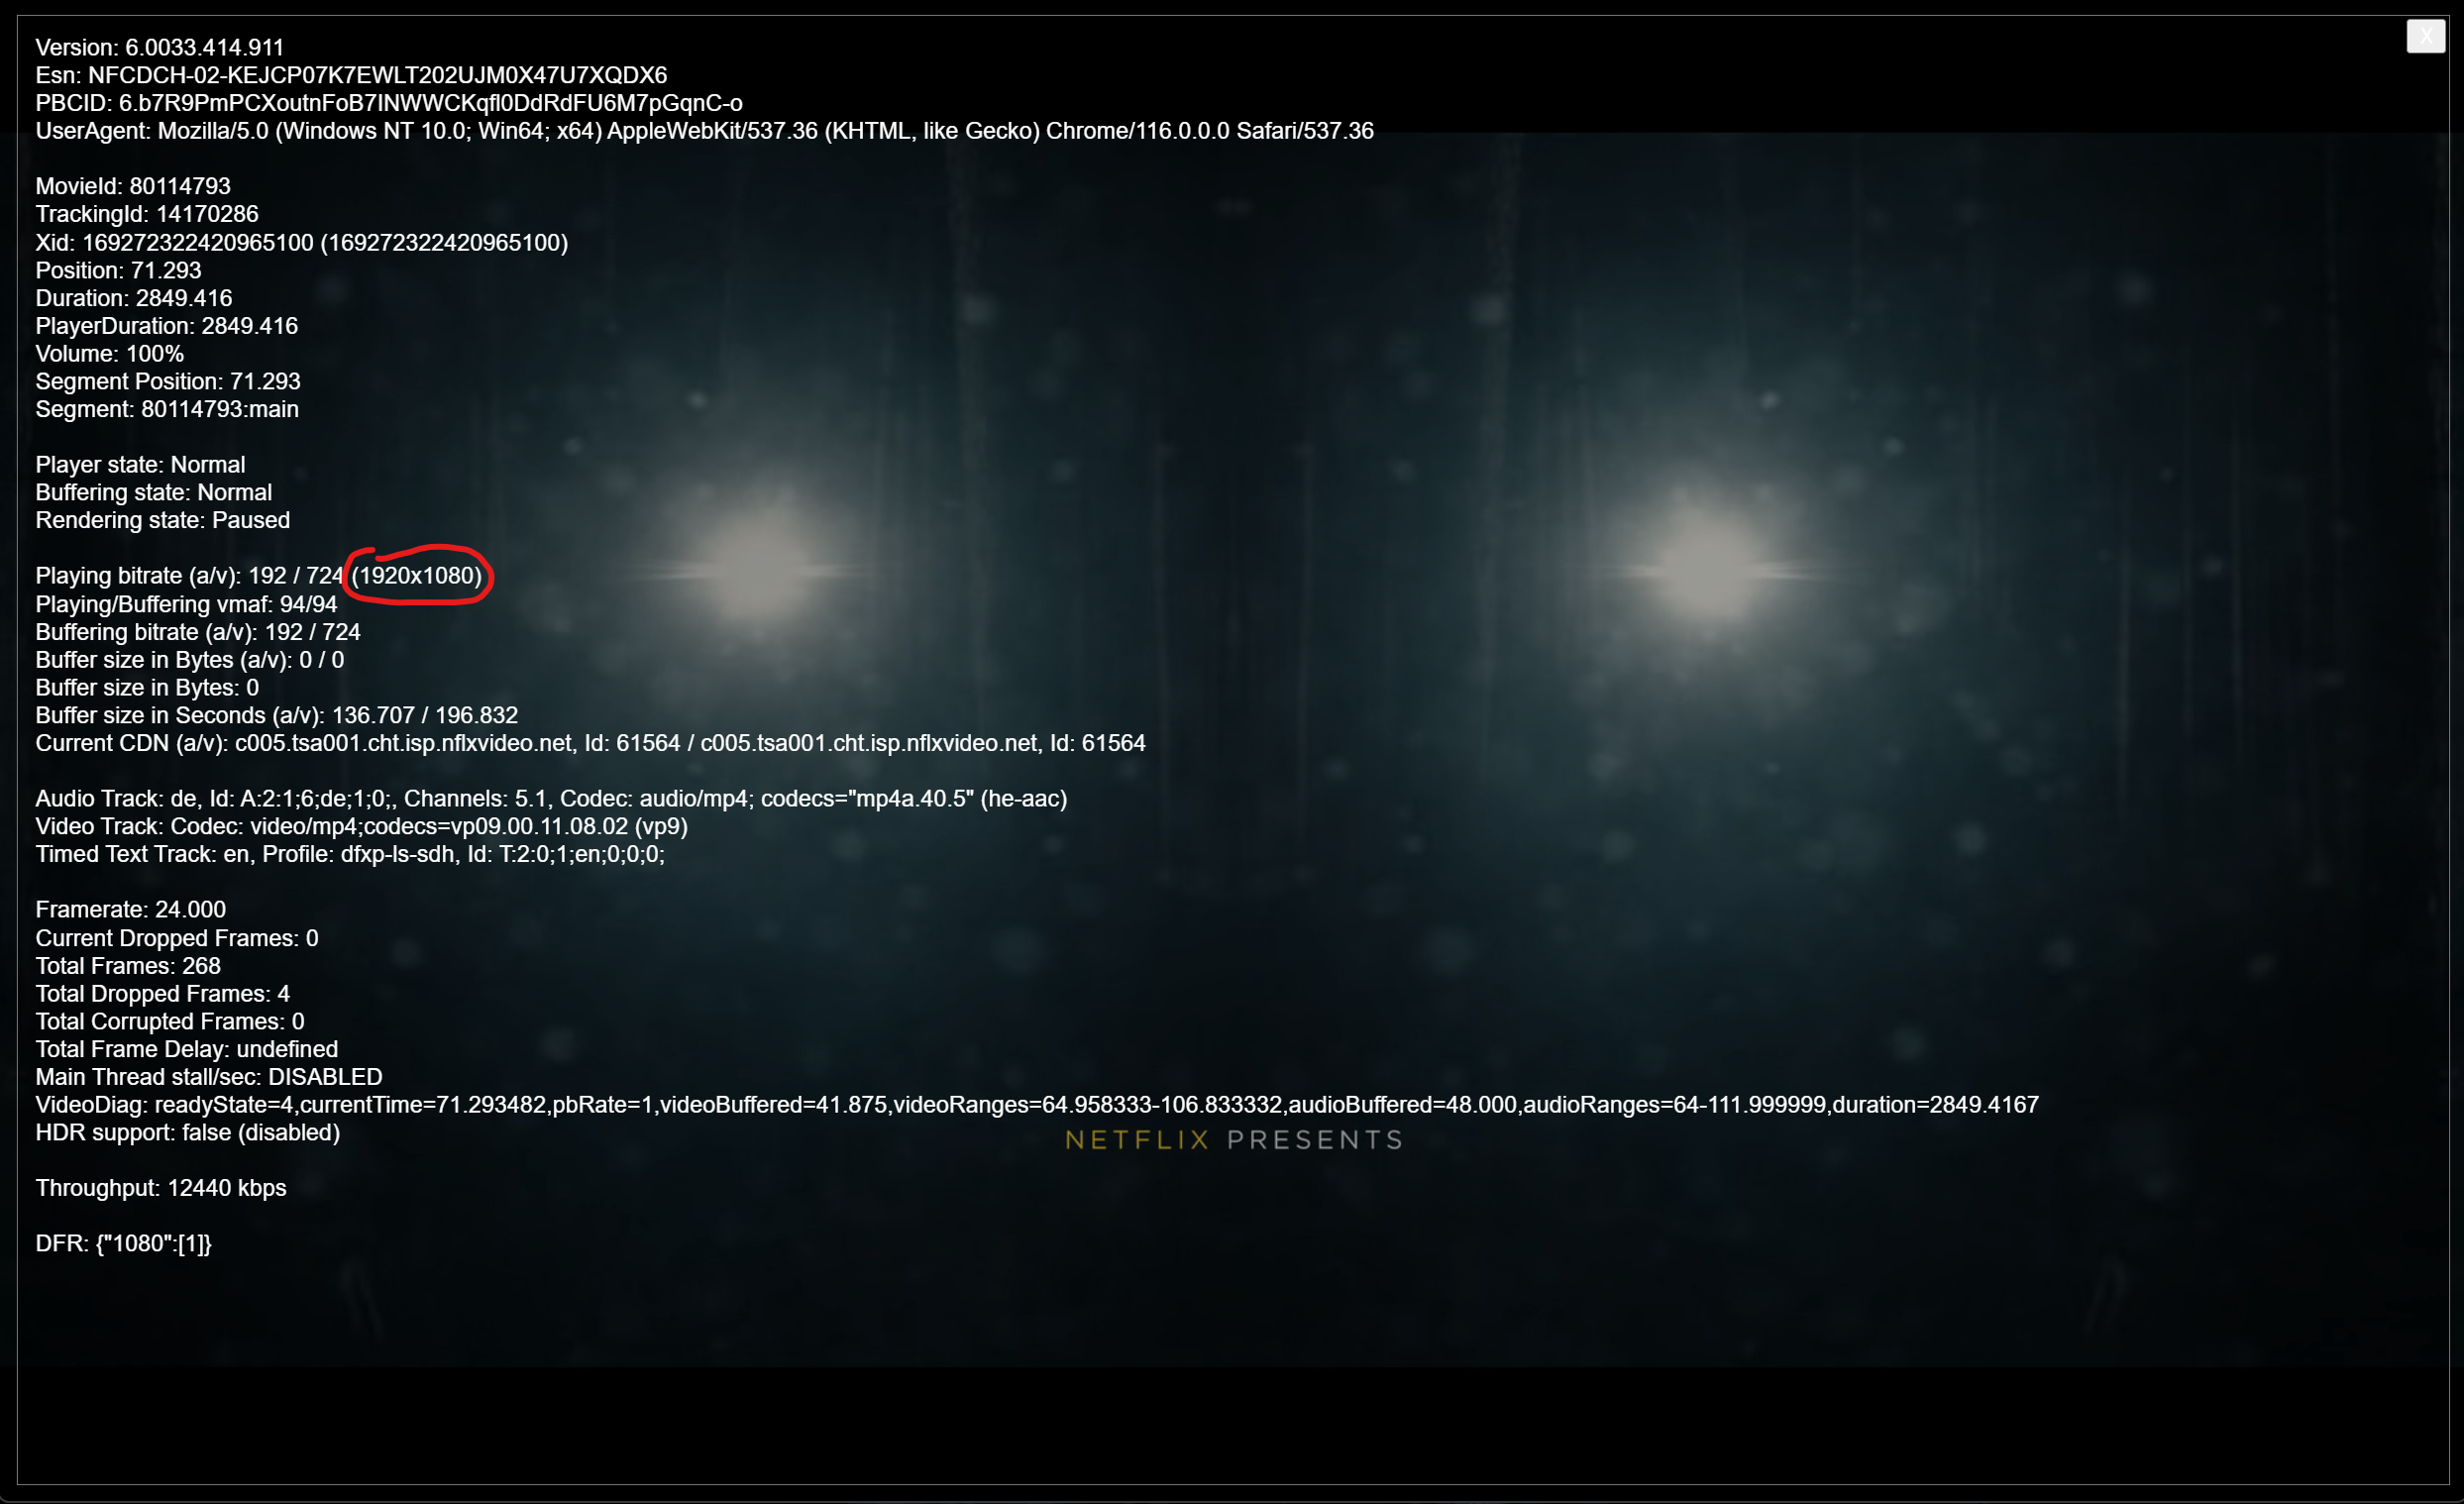 X
Version: 6.0033.414.911
Esn: NFCDCH-02-KEJCP07K7EWLT202UJM0X47U7XQDX6
PBCID: 6.b7R9PmPCXoutnFoB7INWWCKqfl0DdRdFU6M7pGqnC-o
UserAgent: Mozilla/5.0 (Windows NT 10.0; Win64; x64) AppleWebKit/537.36 (KHTML, like Gecko) Chrome/116.0.0.0 Safari/537.36
MovieId: 80114793
TrackingId: 14170286
Xid: 169272322420965100 (169272322420965100)
Position: 71.293
Duration: 2849.416
PlayerDuration: 2849.416
Volume: 100%
Segment Position: 71.293
Segment: 80114793:main
Player state: Normal
Buffering state: Normal
Rendering state: Paused
Playing bitrate (a/v): 192 / 724 (1920x1080)
Playing/Buffering vmaf: 94/94
Buffering bitrate (a/v): 192 / 724
Buffer size in Bytes (a/v): 0 / 0
Buffer size in Bytes: 0
Buffer size in Seconds (a/v): 136.707 / 196.832
Current CDN (a/v): c005.tsa001.cht.isp.nflxvideo.net, Id: 61564 / c005.tsa001.cht.isp.nflxvideo.net, Id: 61564
Audio Track: de, Id: A:2:1;6;de;1;0;, Channels: 5.1, Codec: audio/mp4; codecs="mp4a.40.5" (he-aac)
Video Track: Codec: video/mp4;codecs=vp09.00.11.08.02 (vp9)
Timed Text Track: en, Profile: dfxp-ls-sdh, Id: T:2:0;1;en;0;0;0;
Framerate: 24.000
Current Dropped Frames: 0
Total Frames: 268
Total Dropped Frames: 4
Total Corrupted Frames: 0
Total Frame Delay: undefined
Main Thread stall/sec: DISABLED
VideoDiag: readyState=4,currentTime=71.293482,pbRate=1,videoBuffered=41.875,videoRanges=64.958333-106.833332,audioBuffered=48.000,audioRanges=64-111.999999,duration=2849.4167
HDR support: false (disabled)
NETFLIX PRESENTS
Throughput: 12440 kbps
DFR: {"1080":[1]}